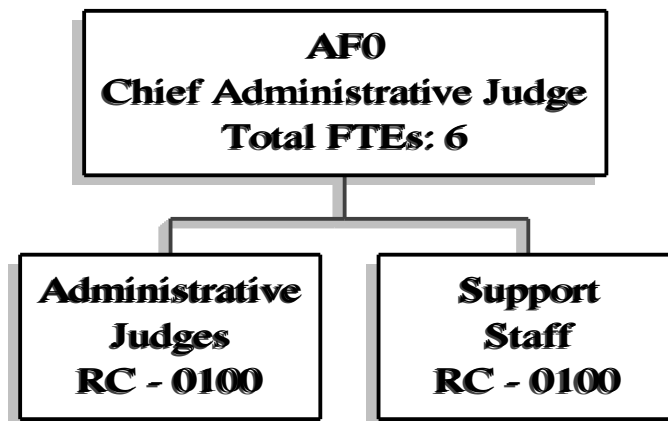 AF0
Chief Administrative Judge
Total FTEs: 6
Administrative
Judges
RC - 0100
Support
Staff
RC - 0100